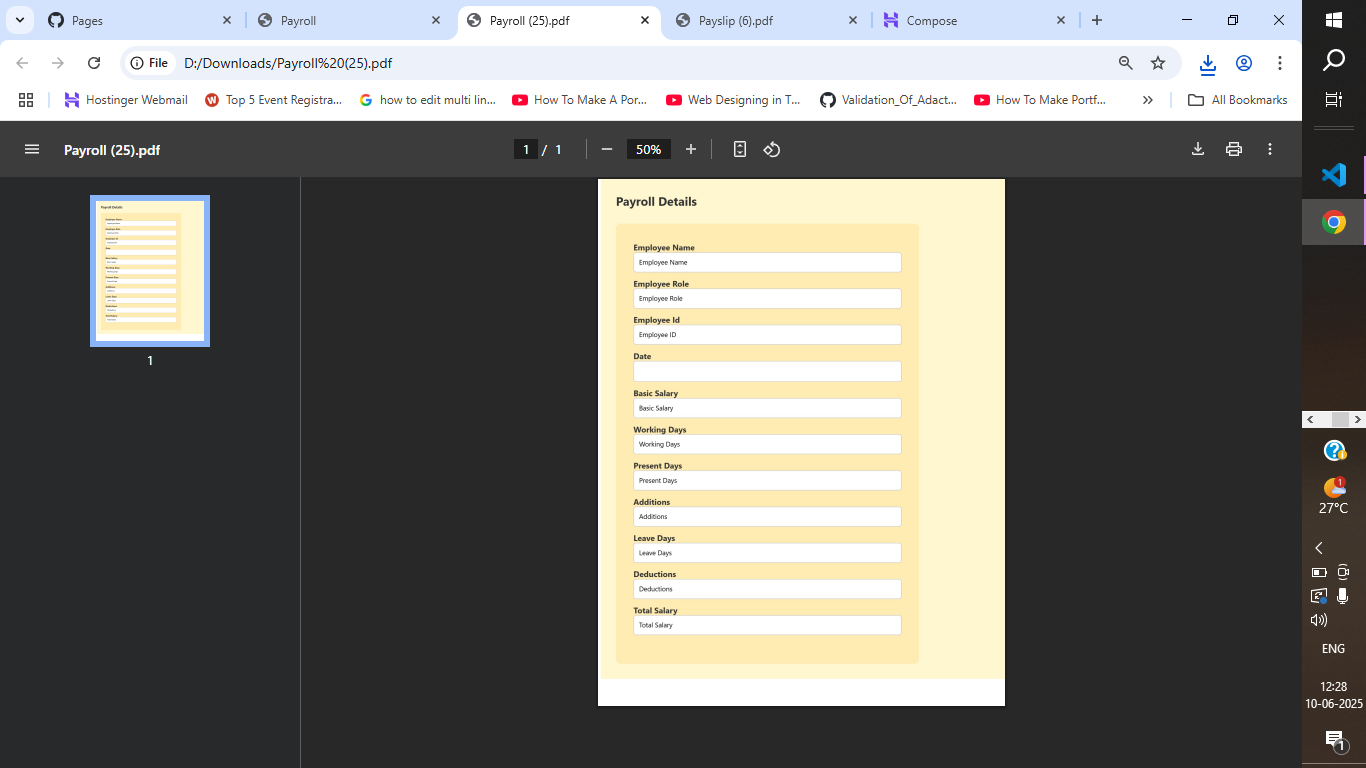 Pages
Payroll
Payroll (25).pdf
Payslip (6).pdf
Compose
File
D:/Downloads/Payroll%20(25).pdf
Hostinger Webmail
Top 5 Event Registra...
how to edit multi lin...
How To Make A Por...
Web Designing in T...
Validation_Of_Adact...
How To Make Portf...
All Bookmarks
Payroll (25).pdf
1 / 1
50%
1
Payroll Details
Employee Name
Employee Name
Employee Role
Employee Role
Employee Id
Employee ID
Date
Basic Salary
Basic Salary
Working Days
Working Days
Present Days
Present Days
Additions
Additions
Leave Days
Leave Days
Deductions
Deductions
Total Salary
Total Salary
1
27°C
ENG
12:28
10-06-2025
1